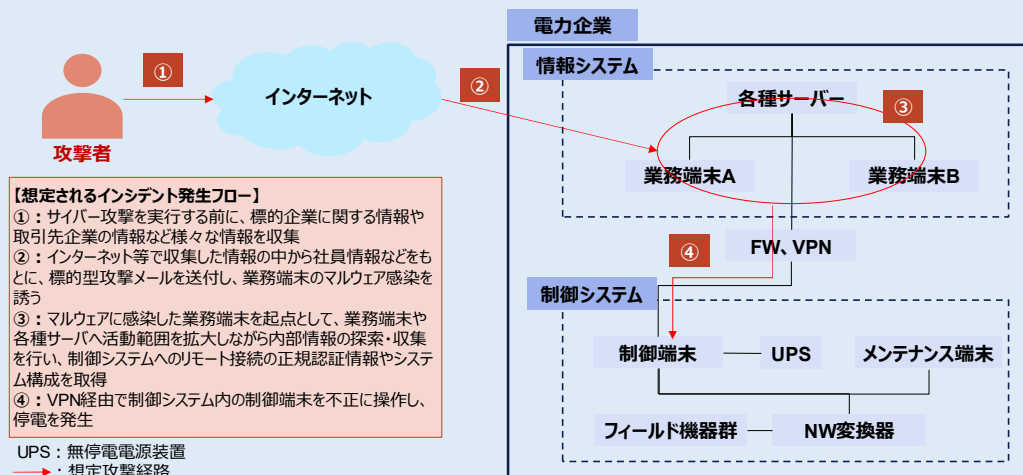 電力企業
情報システム
①
②
インターネット
各種サーバー
③
攻撃者
業務端末A
業務端末B
【想定されるインシデント発生フロー】
①：サイバー攻撃を実行する前に、標的企業に関する情報や
取引先企業の情報など様々な情報を収集
②：インターネット等で収集した情報の中から社員情報などをも
とに、標的型攻撃メールを送付し、業務端末のマルウェア感染を
誘う
③：マルウェアに感染した業務端末を起点として、業務端末や
各種サーバへ活動範囲を拡大しながら内部情報の探索・収集
を行い、制御システムへのリモート接続の正規認証情報やシステ
ム構成を取得
④：VPN経由で制御システム内の制御端末を不正に操作し、
停電を発生
FW、VPN
④
制御システム
制御端末
UPS
メンテナンス端末
フィールド機器群
NW変換器
UPS：無停電電源装置
：想定攻撃経路